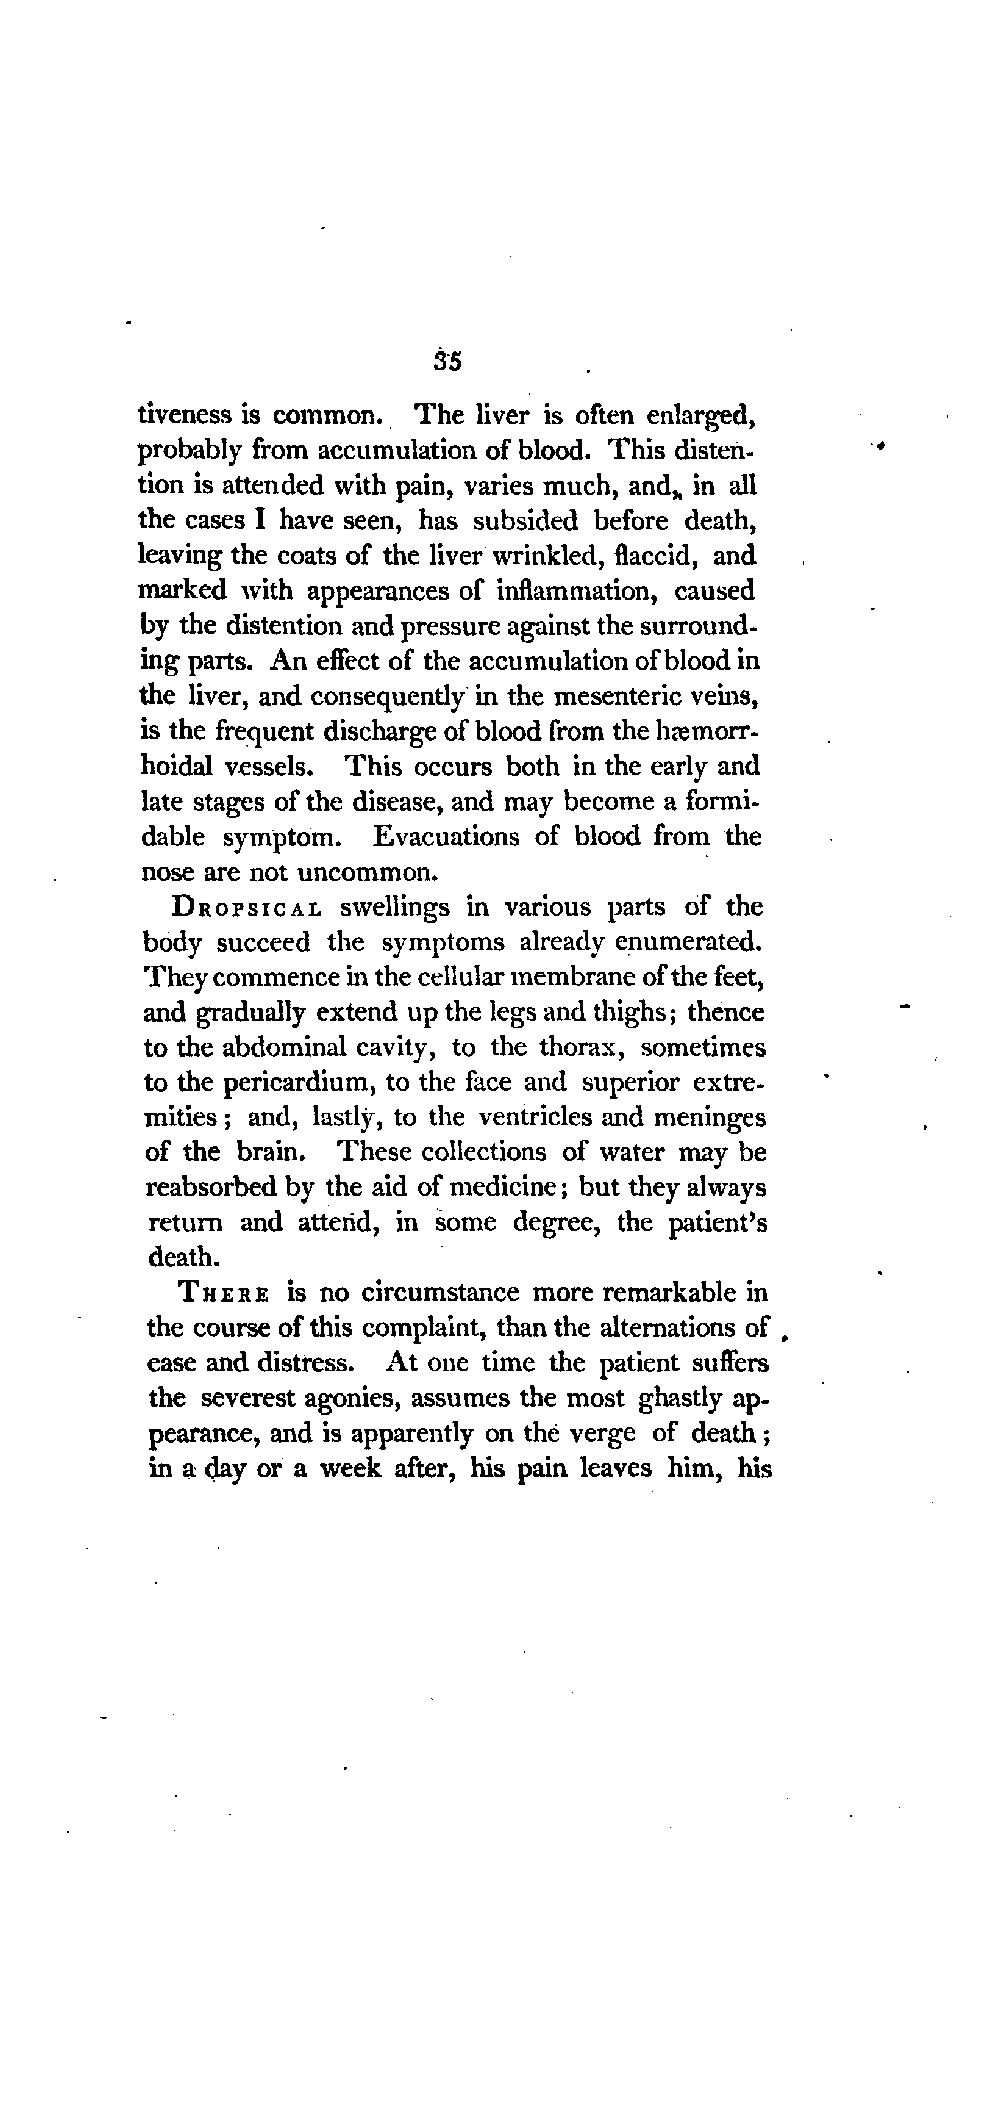 35
tiveness is common. The liver is often enlarged,
probably from accumulation of blood. This disten-
tion is attended with pain, varies much, and, in all
the cases I have seen, has subsided before death,
leaving the coats of the liver wrinkled, flaccid, and
marked with appearances of inflammation, caused
by the distention and pressure against the surround-
ing parts. An effect of the accumulation of blood in
the liver, and consequently in the mesenteric veins,
is the frequent discharge of blood from the hæmorr-
hoidal vessels. This occurs both in the early and
late stages of the disease, and may become a formi-
dable symptom. Evacuations of blood from the
nose are not uncommon.
DROPSICAL swellings in various parts of the
body succeed the symptoms already enumerated.
They commence in the cellular membrane of the feet,
and gradually extend up the legs and thighs; thence
to the abdominal cavity, to the thorax, sometimes
to the pericardium, to the face and superior extre-
mities; and, lastly, to the ventricles and meninges
of the brain. These collections of water may be
reabsorbed by the aid of medicine; but they always
return and attend, in some degree, the patient's
death.
THERE is no circumstance more remarkable in
the course of this complaint, than the alternations of
ease and distress. At one time the patient suffers
the severest agonies, assumes the most ghastly ap-
pearance, and is apparently on the verge of death;
in a day or a week after, his pain leaves him, his